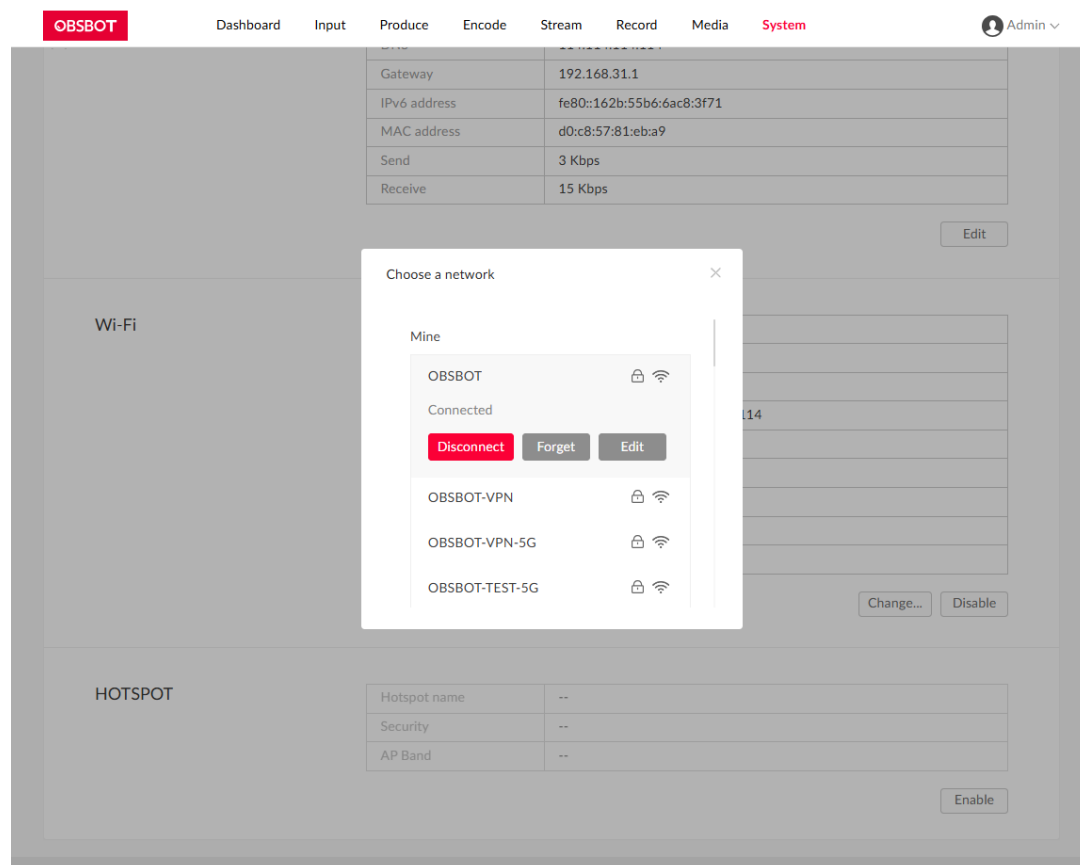 OBSBOT Dashboard Input Produce Encode Stream Record Media System Admin
Gateway 192.168.31.1
IPv6 address fe80::162b:55b6:6ac8:3f71
MAC address d0:c8:57:81:eb:a9
Send 3 Kbps
Receive 15 Kbps
Edit
Choose a network
Wi-Fi
Mine
OBSBOT
Connected
114
Disconnect Forget Edit
OBSBOT-VPN
OBSBOT-VPN-5G
OBSBOT-TEST-5G
Change... Disable
HOTSPOT
Hotspot name --
Security --
AP Band --
Enable